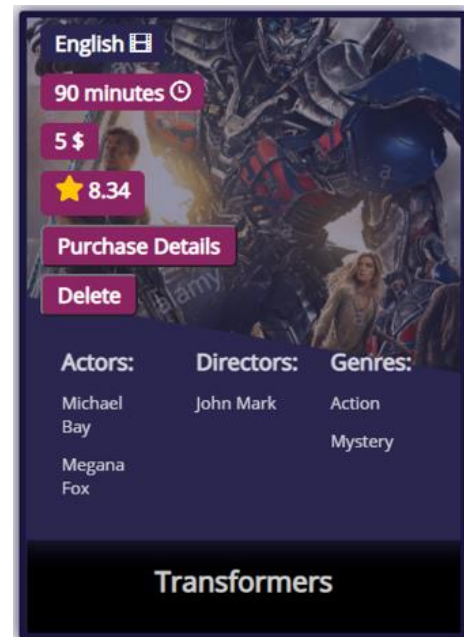 English
90 minutes
5 $
8.34
Purchase Details
Delete
alamy
a
Actors:
Directors:
Genres:
Michael
Bay
John Mark
Action
Megana
Fox
Mystery
Transformers